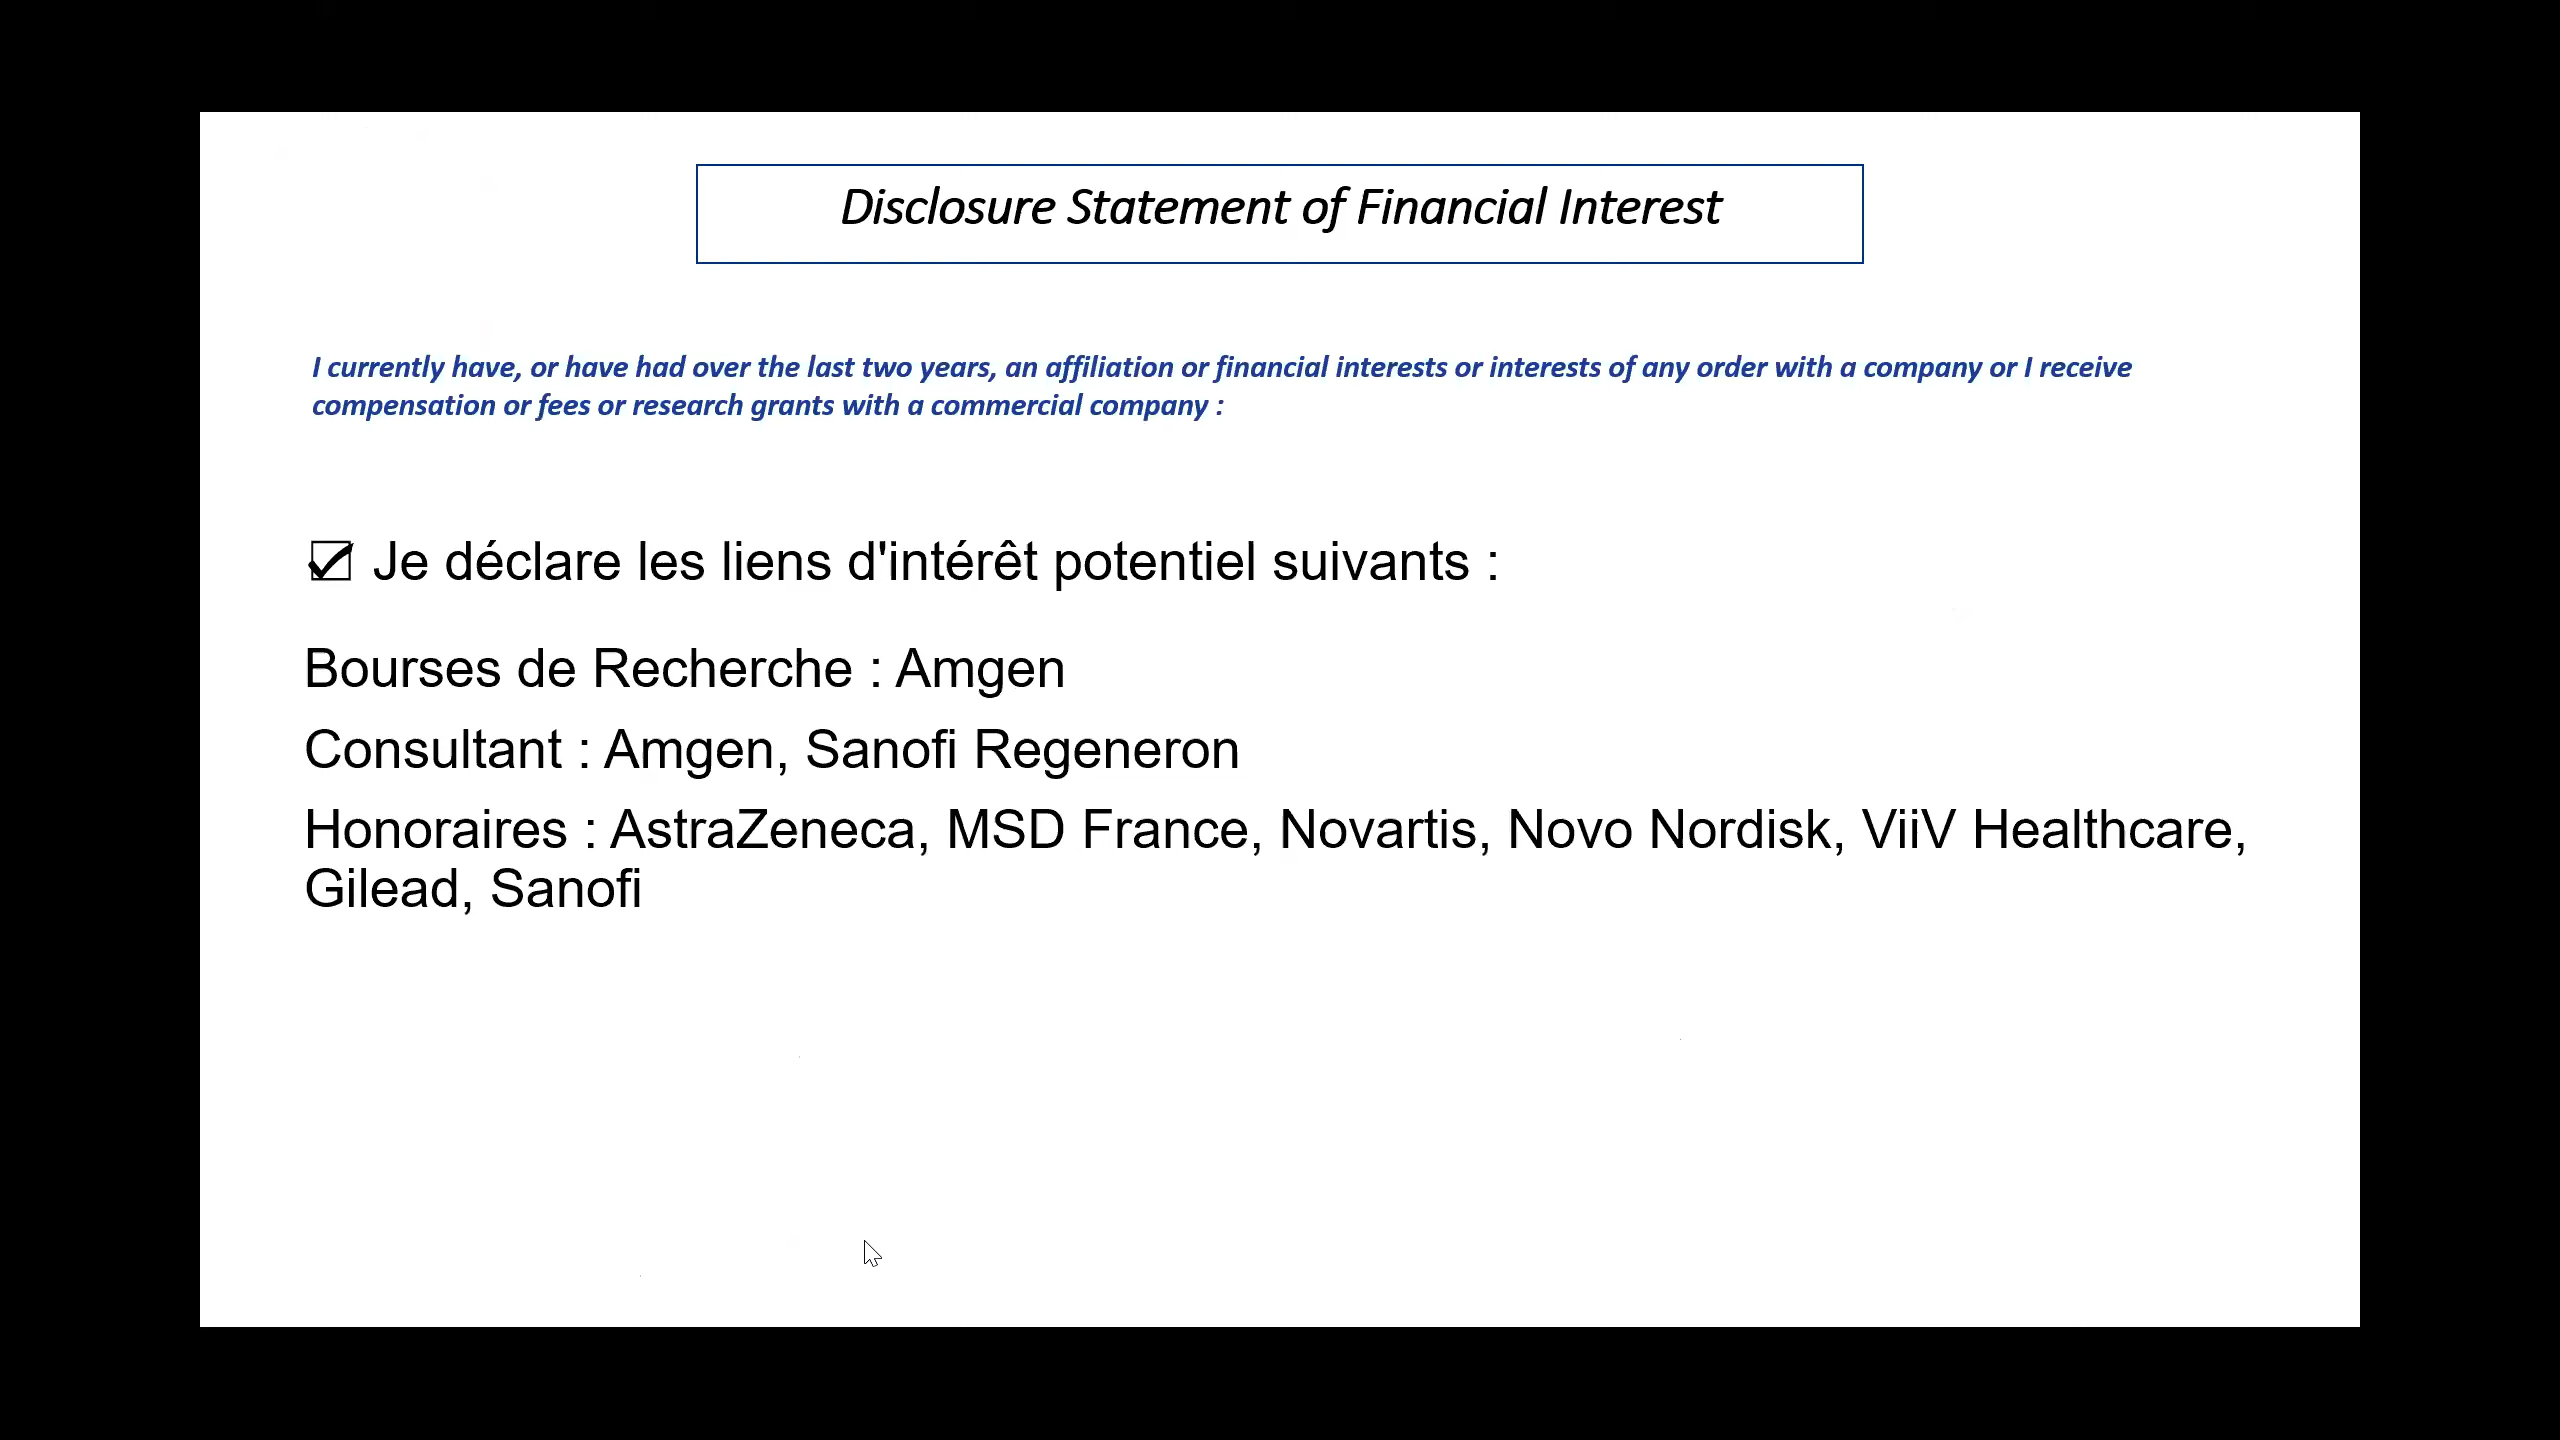 Disclosure Statement of Financial Interest
I currently have, or have had over the last two years, an affiliation or financial interests or interests of any order with a company or I receive
compensation or fees or research grants with a commercial company :
☑ Je déclare les liens d'intérêt potentiel suivants :
Bourses de Recherche : Amgen
Consultant : Amgen, Sanofi Regeneron
Honoraires : AstraZeneca, MSD France, Novartis, Novo Nordisk, ViiV Healthcare,
Gilead, Sanofi